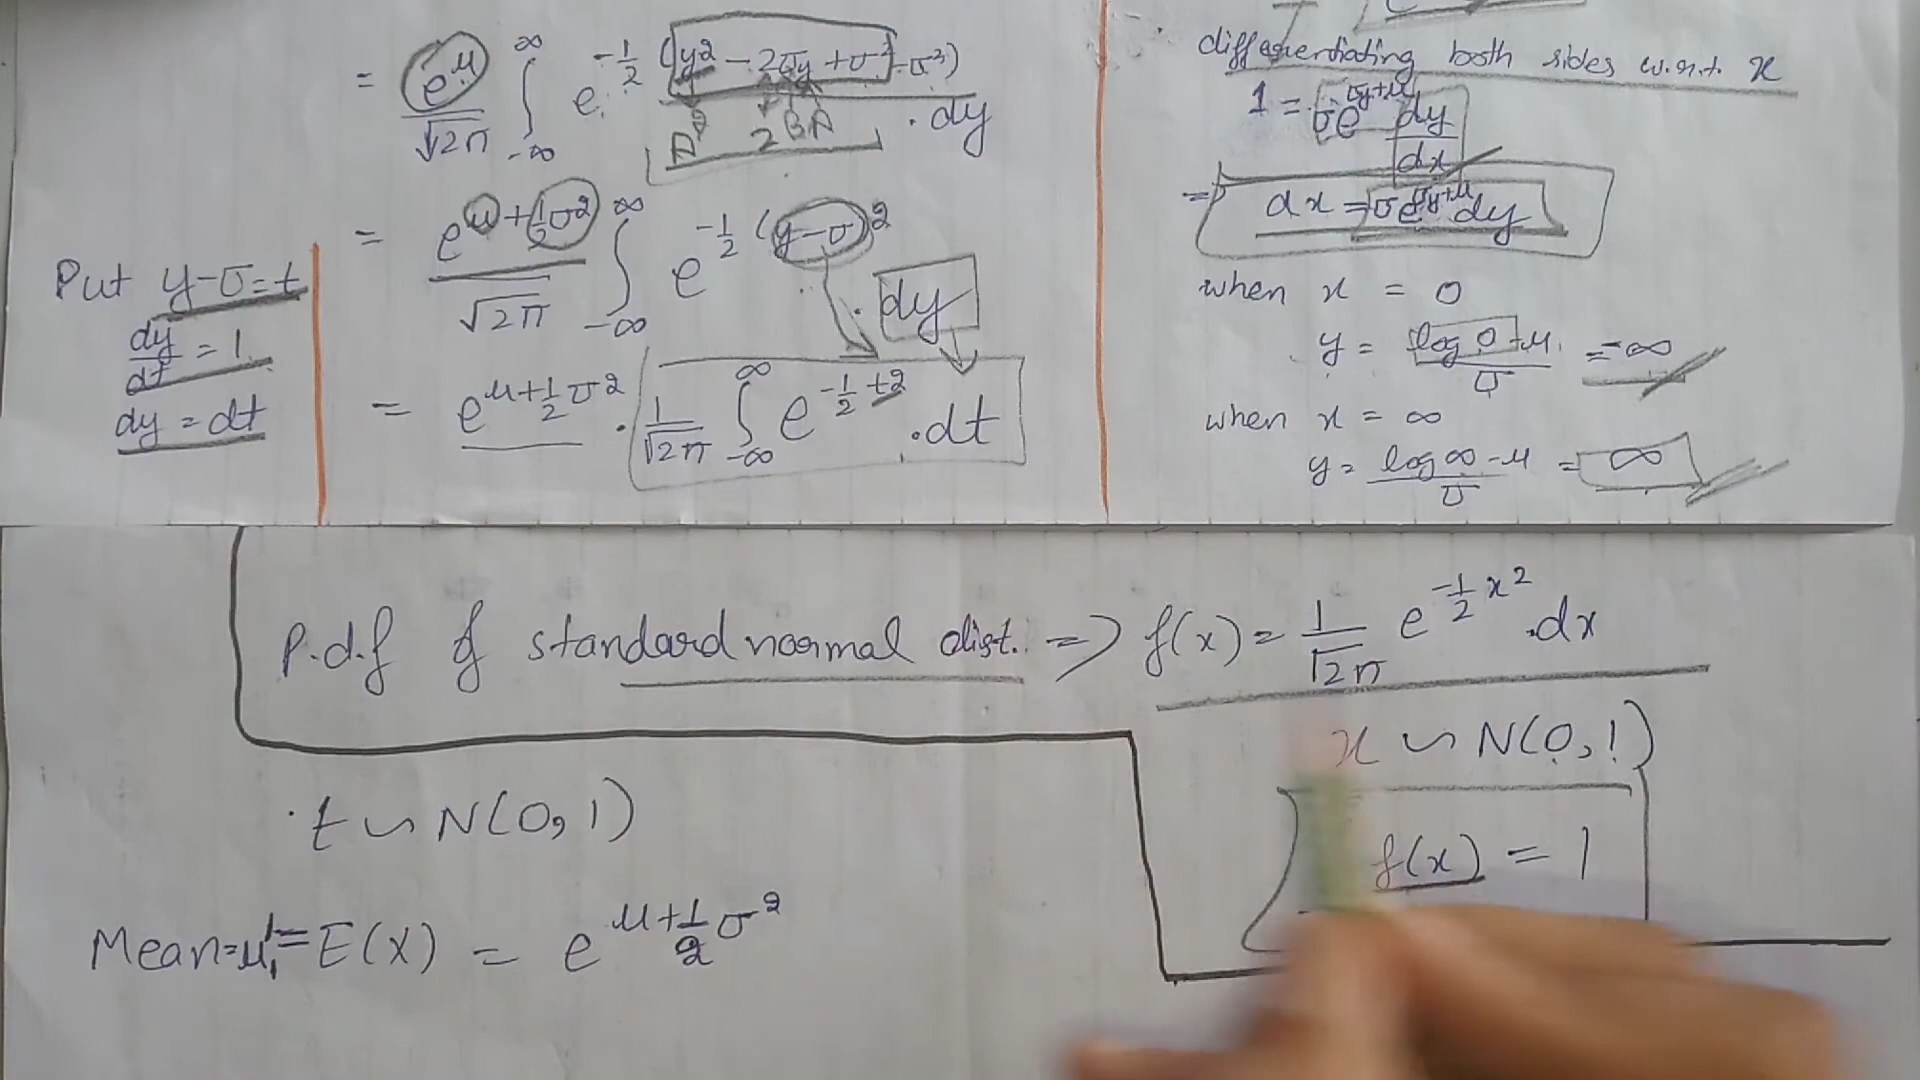 = e^μ/√2π ∫_{-∞}^{∞} e^{-1/2 (y² - 2σy + σ² - σ²)} . dy
A² 2BA
= e^{μ+1/2σ²}/√2π ∫_{-∞}^{∞} e^{-1/2 (y-σ)²} . dy
Put y-σ=t
dy/dt = 1
dy = dt
= e^{μ+1/2σ²} . 1/√2π ∫_{-∞}^{∞} e^{-1/2 t²} .dt
differentiating both sides w.r.t. x
1 = σe^{σy+μ} dy/dx
⇒ dx = σe^{σy+μ} dy
when x = 0
y = log 0 - μ/σ = -∞
when x = ∞
y = log ∞ - μ/σ = ∞
P.d.f of standard normal dist. ⇒ f(x) = 1/√2π e^{-1/2 x²} .dx
x ~ N(0,1)
f(x) = 1
t ~ N(0,1)
Mean = μ₁' = E(X) = e^{μ+1/2σ²}